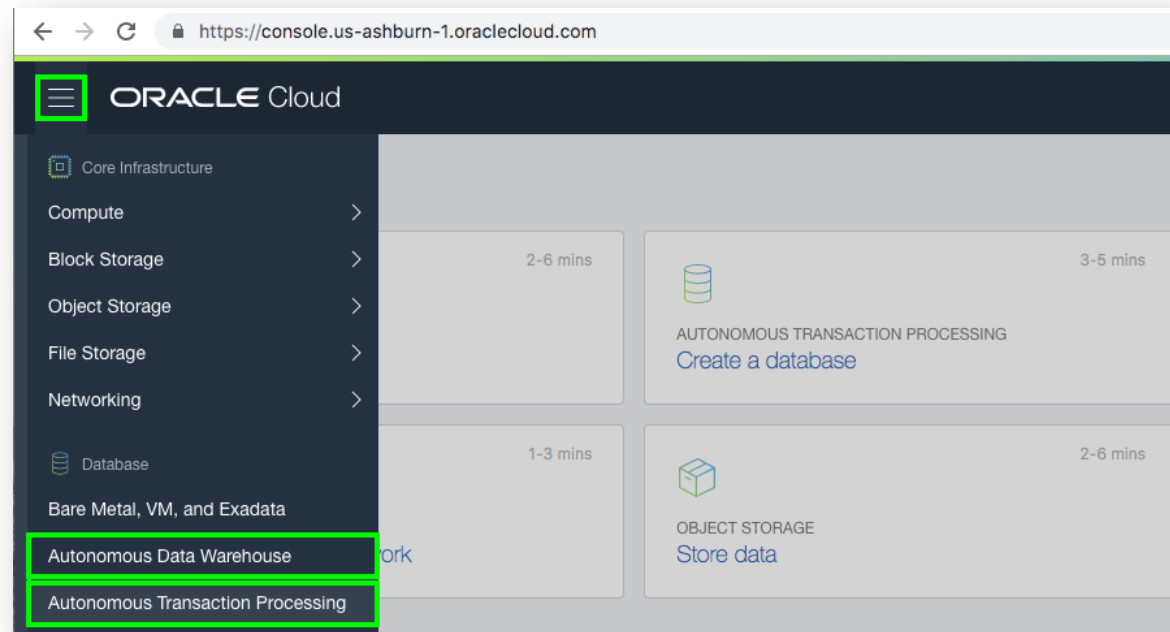 https://console.us-ashburn-1.oraclecloud.com
ORACLE Cloud
Core Infrastructure
Compute
Block Storage
Object Storage
File Storage
Networking
Database
Bare Metal, VM, and Exadata
Autonomous Data Warehouse
Autonomous Transaction Processing
2-6 mins
3-5 mins
AUTONOMOUS TRANSACTION PROCESSING
Create a database
1-3 mins
ork
2-6 mins
OBJECT STORAGE
Store data